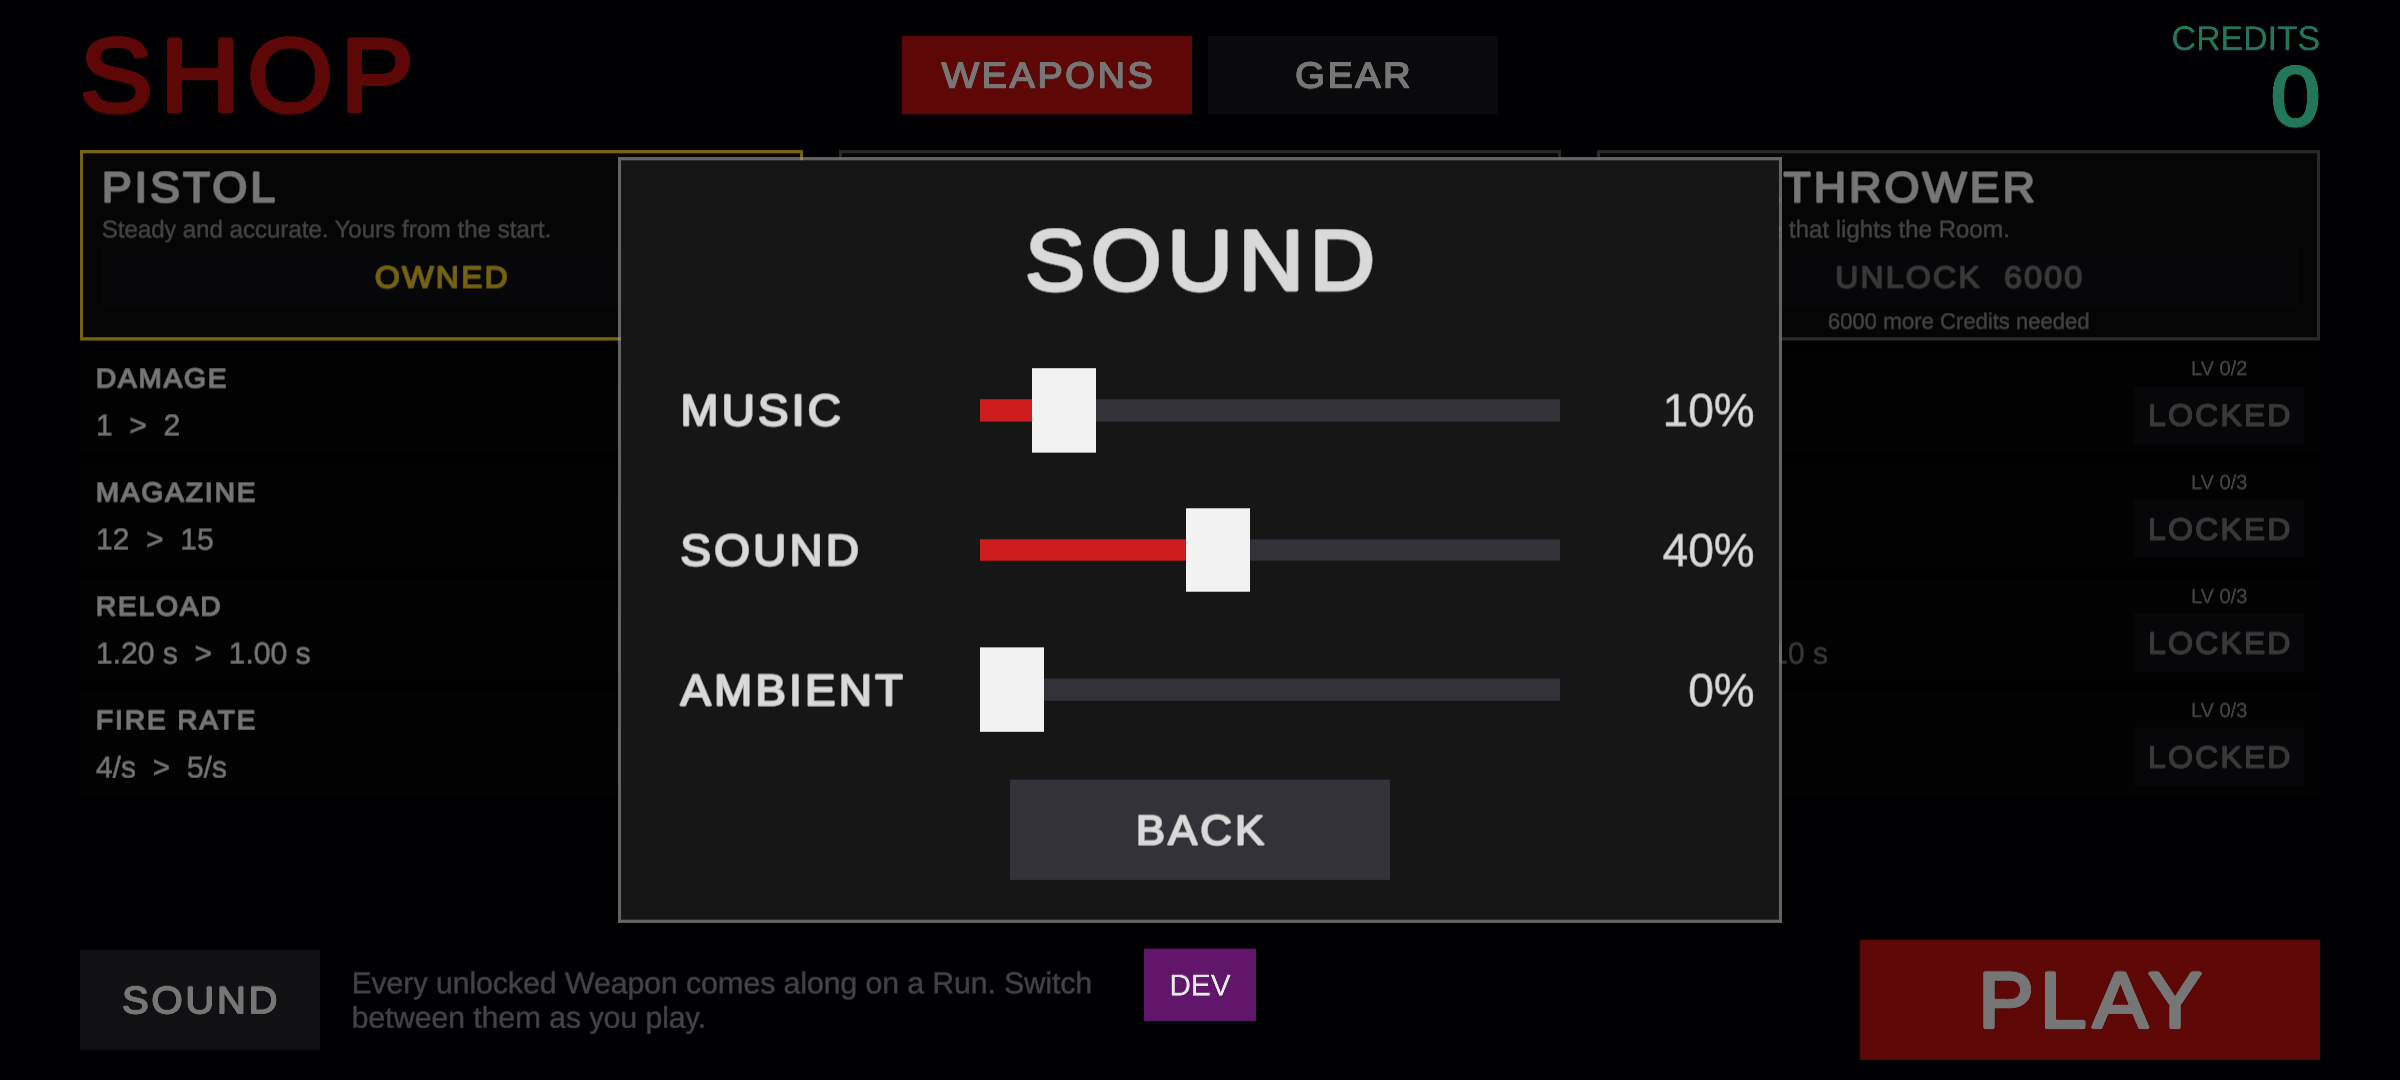 SHOP
WEAPONS
GEAR
CREDITS
0
PISTOL
Steady and accurate. Yours from the start.
OWNED
THROWER
that lights the Room.
UNLOCK 6000
6000 more Credits needed
DAMAGE
1 > 2
MAGAZINE
12 > 15
RELOAD
1.20 s > 1.00 s
FIRE RATE
4/s > 5/s
SOUND
MUSIC
10%
SOUND
40%
AMBIENT
0%
BACK
LV 0/2
LOCKED
LV 0/3
LOCKED
LV 0/3
0 s
LOCKED
LV 0/3
LOCKED
SOUND
Every unlocked Weapon comes along on a Run. Switch
between them as you play.
DEV
PLAY